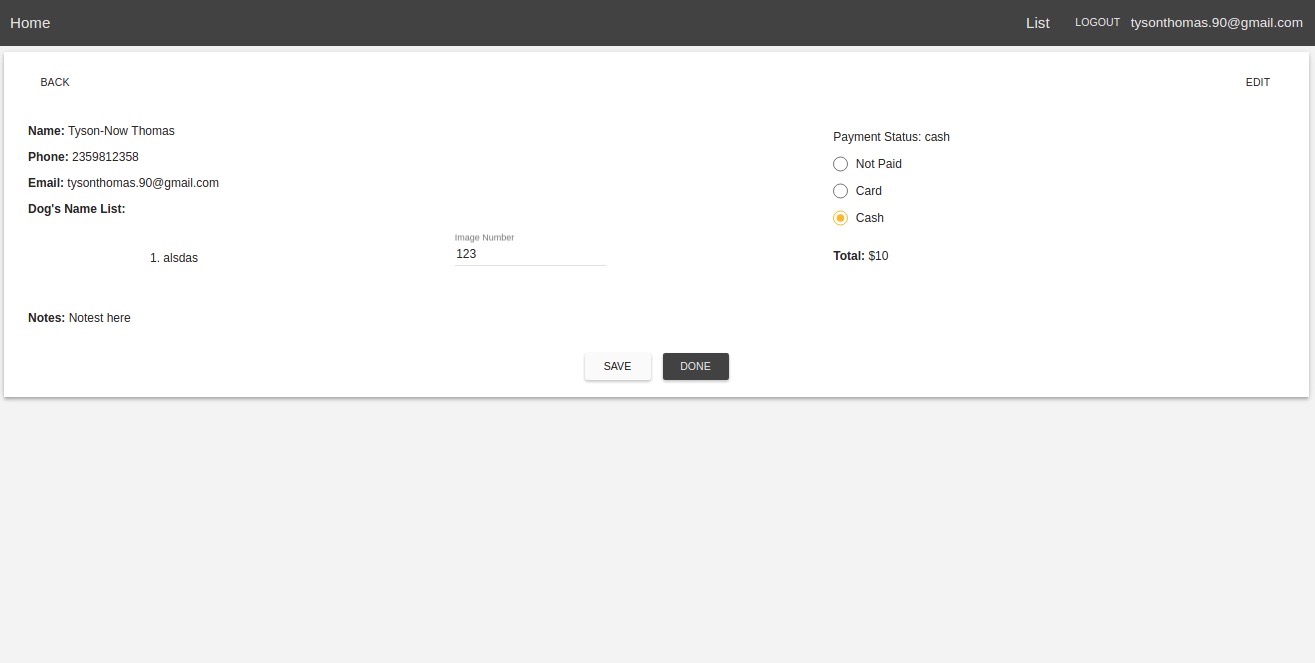 Home List LOGOUT tysonthomas.90@gmail.com
BACK EDIT
Name: Tyson-Now Thomas
Phone: 2359812358
Email: tysonthomas.90@gmail.com
Dog's Name List:
1. alsdas
Image Number
123
Payment Status: cash
Not Paid
Card
Cash
Total: $10
Notes: Notest here
SAVE DONE